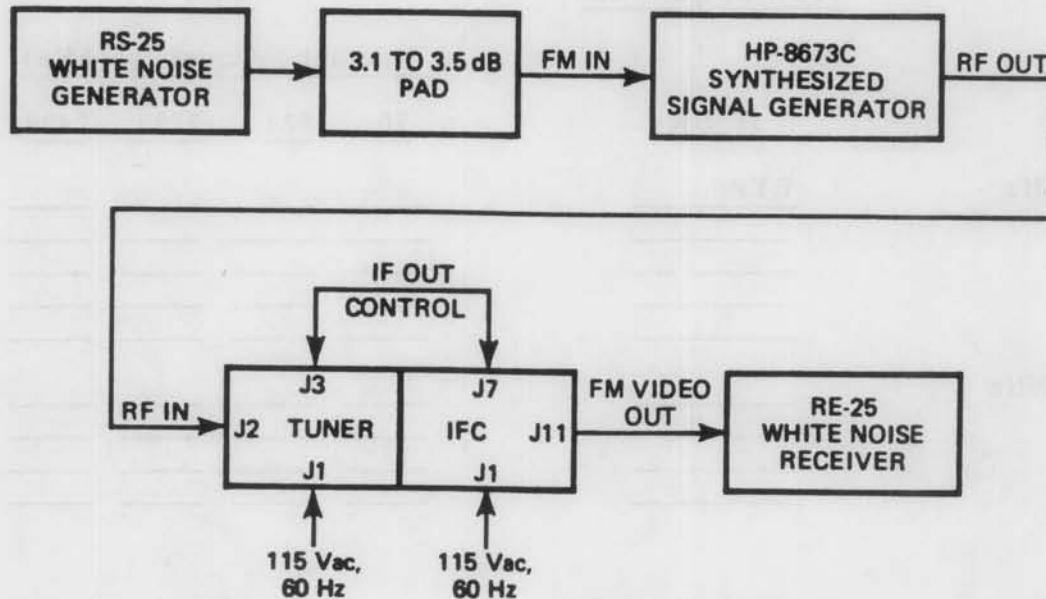 RS-25
WHITE NOISE
GENERATOR
3.1 TO 3.5 dB
PAD
FM IN
HP-8673C
SYNTHESIZED
SIGNAL GENERATOR
RF OUT
IF OUT
CONTROL
RF IN
J3
J2 TUNER
J1
J7
IFC J11
J1
FM VIDEO
OUT
RE-25
WHITE NOISE
RECEIVER
115 Vac,
60 Hz
115 Vac,
60 Hz